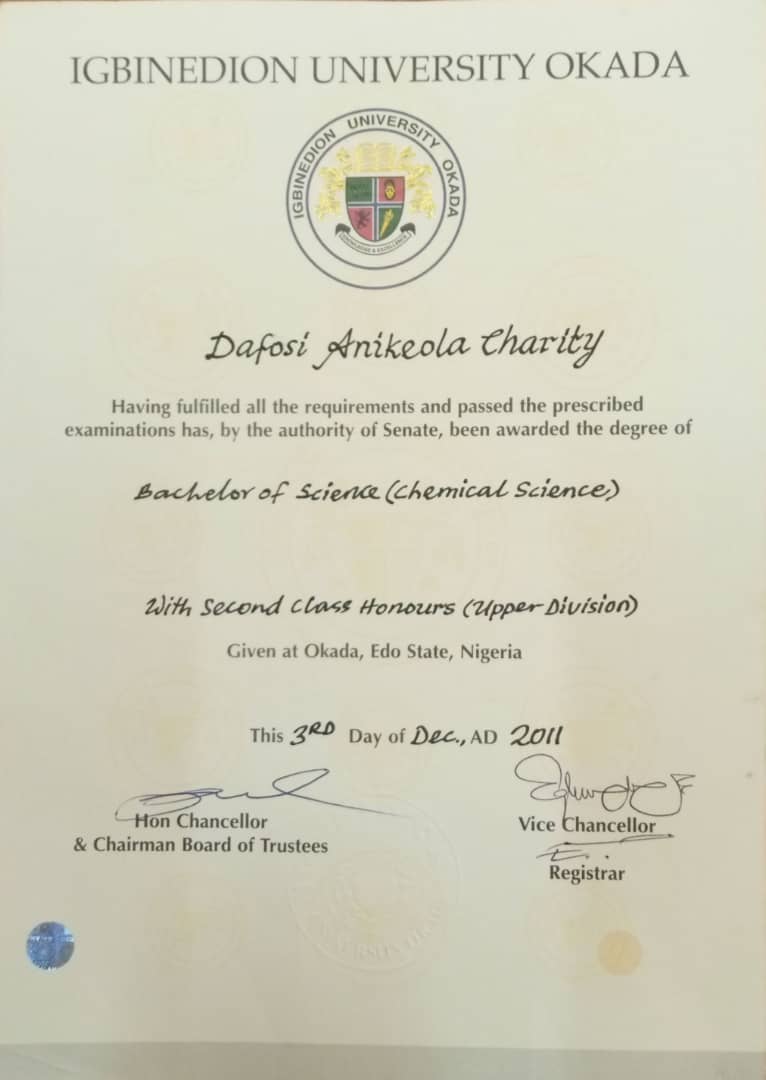 IGBINEDION UNIVERSITY OKADA
IGBINEDION UNIVERSITY OKADA
KNOWLEDGE & EXCELLENCE
Dafosi Anikeola Charity
Having fulfilled all the requirements and passed the prescribed
examinations has, by the authority of Senate, been awarded the degree of
Bachelor of Science (Chemical Science)
With Second Class Honours (Upper Division)
Given at Okada, Edo State, Nigeria
This 3RD Day of Dec., AD 2011
Hon Chancellor
& Chairman Board of Trustees
Vice Chancellor
Registrar